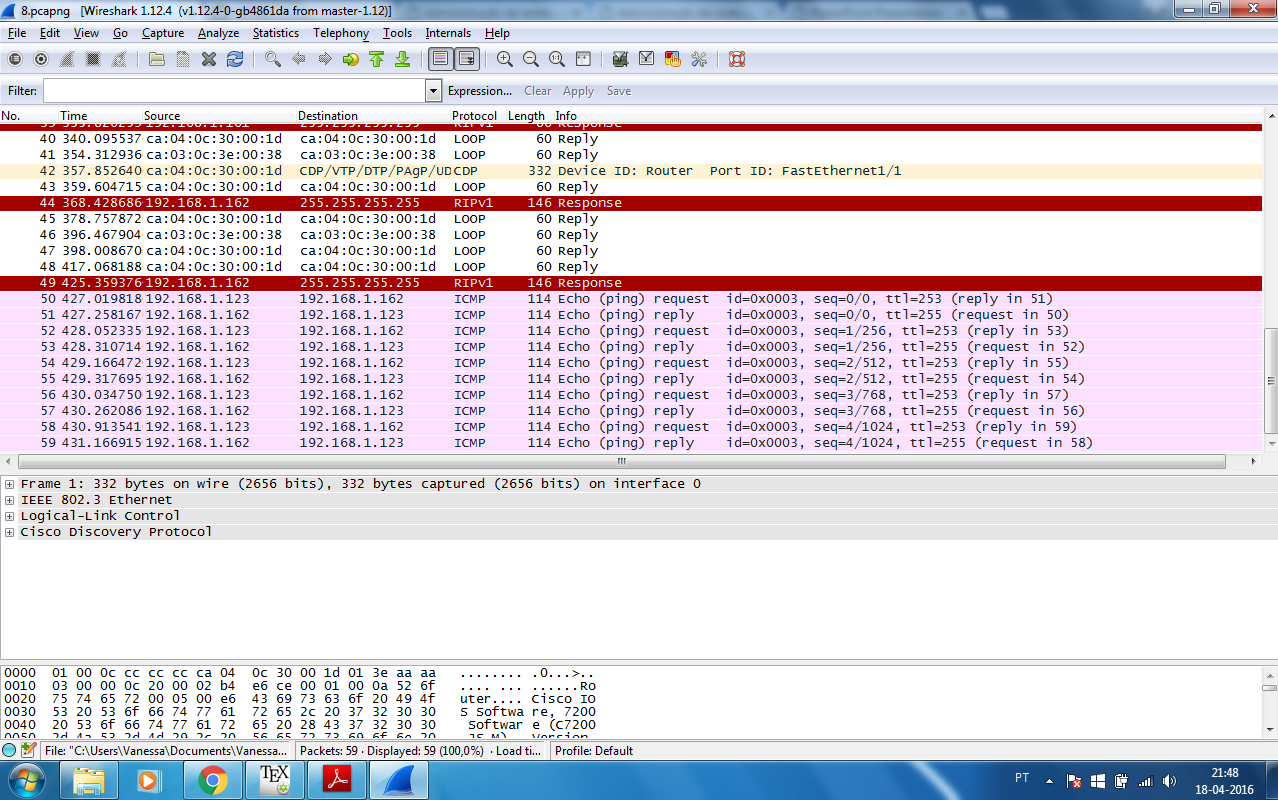 8.pcapng [Wireshark 1.12.4 (v1.12.4-0-gb4861da from master-1.12)]
File Edit View Go Capture Analyze Statistics Telephony Tools Internals Help
Filter: Expression... Clear Apply Save
No. Time Source Destination Protocol Length Info
40 340.095537 ca:04:0c:30:00:1d ca:04:0c:30:00:1d LOOP 60 Reply
41 354.312936 ca:03:0c:3e:00:38 ca:03:0c:3e:00:38 LOOP 60 Reply
42 357.852640 ca:04:0c:30:00:1d CDP/VTP/DTP/PAgP/UD CDP 332 Device ID: Router Port ID: FastEthernet1/1
43 359.604715 ca:04:0c:30:00:1d ca:04:0c:30:00:1d LOOP 60 Reply
44 368.428686 192.168.1.162 255.255.255.255 RIPv1 146 Response
45 378.757872 ca:04:0c:30:00:1d ca:04:0c:30:00:1d LOOP 60 Reply
46 396.467904 ca:03:0c:3e:00:38 ca:03:0c:3e:00:38 LOOP 60 Reply
47 398.008670 ca:04:0c:30:00:1d ca:04:0c:30:00:1d LOOP 60 Reply
48 417.068188 ca:04:0c:30:00:1d ca:04:0c:30:00:1d LOOP 60 Reply
49 425.359376 192.168.1.162 255.255.255.255 RIPv1 146 Response
50 427.019818 192.168.1.123 192.168.1.162 ICMP 114 Echo (ping) request id=0x0003, seq=0/0, ttl=253 (reply in 51)
51 427.258167 192.168.1.162 192.168.1.123 ICMP 114 Echo (ping) reply id=0x0003, seq=0/0, ttl=255 (request in 50)
52 428.052335 192.168.1.123 192.168.1.162 ICMP 114 Echo (ping) request id=0x0003, seq=1/256, ttl=253 (reply in 53)
53 428.310714 192.168.1.162 192.168.1.123 ICMP 114 Echo (ping) reply id=0x0003, seq=1/256, ttl=255 (request in 52)
54 429.166472 192.168.1.123 192.168.1.162 ICMP 114 Echo (ping) request id=0x0003, seq=2/512, ttl=253 (reply in 55)
55 429.317695 192.168.1.162 192.168.1.123 ICMP 114 Echo (ping) reply id=0x0003, seq=2/512, ttl=255 (request in 54)
56 430.034750 192.168.1.123 192.168.1.162 ICMP 114 Echo (ping) request id=0x0003, seq=3/768, ttl=253 (reply in 57)
57 430.262086 192.168.1.162 192.168.1.123 ICMP 114 Echo (ping) reply id=0x0003, seq=3/768, ttl=255 (request in 56)
58 430.913541 192.168.1.123 192.168.1.162 ICMP 114 Echo (ping) request id=0x0003, seq=4/1024, ttl=253 (reply in 59)
59 431.166915 192.168.1.162 192.168.1.123 ICMP 114 Echo (ping) reply id=0x0003, seq=4/1024, ttl=255 (request in 58)
Frame 1: 332 bytes on wire (2656 bits), 332 bytes captured (2656 bits) on interface 0
IEEE 802.3 Ethernet
Logical-Link Control
Cisco Discovery Protocol
0000 01 00 0c cc cc cc ca 04 0c 30 00 1d 01 3e aa aa ........ .0...>..
0010 03 00 00 0c 20 00 02 b4 e6 ce 00 01 00 0a 52 6f .... ... ......Ro
0020 75 74 65 72 00 05 00 e6 43 69 73 63 6f 20 49 4f uter.... Cisco IO
0030 53 20 53 6f 66 74 77 61 72 65 2c 20 37 32 30 30 S Softwa re, 7200
0040 20 53 6f 66 74 77 61 72 65 20 28 43 37 32 30 30 Softwar e (C7200
0050 2d 4a 53 2d 4d 29 2c 20 56 65 72 73 69 6f 6e 20 -JS-M), Version
File: "C:\Users\Vanessa\Documents\Vanessa... Packets: 59 · Displayed: 59 (100,0%) · Load ti... Profile: Default
TEX
PT
21:48
18-04-2016